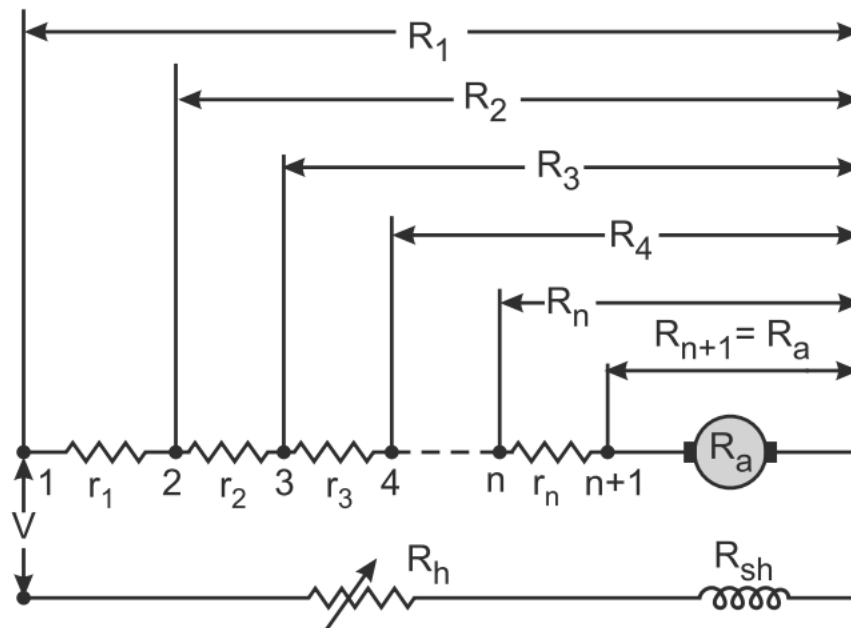 R₁
R₂
R₃
R₄
Rₙ
Rₙ₊₁ = Rₐ
Rₐ
1 r₁ 2 r₂ 3 r₃ 4 n rₙ n+1
V
Rₕ Rₛₕ